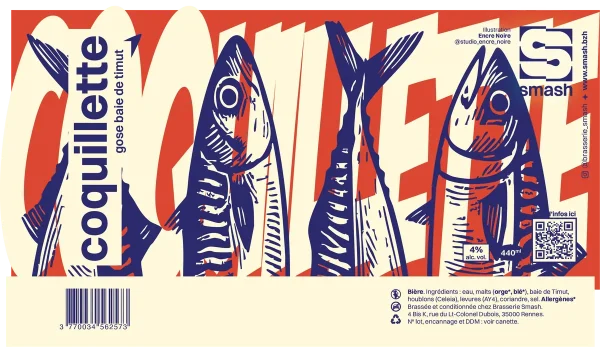 COQUILLETTE
coquillette
gose baie de timut
Illustration
Encre Noire
@studio_encre_noire
S
smash
@brasserie_smash ✦ www.smash.bzh
+ d'infos ici
4%
alc. vol.
440ml
3 770034 562573
Bière. Ingrédients : eau, malts (orge*, blé*), baie de Timut,
houblons (Celeia), levures (AY4), coriandre, sel. Allergènes*
Brassée et conditionnée chez Brasserie Smash.
4 Bis K, rue du Lt-Colonel Dubois, 35000 Rennes.
N° lot, encannage et DDM : voir canette.